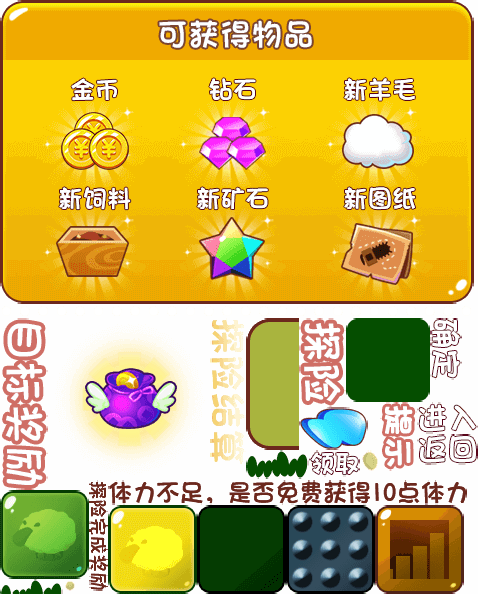 可获得物品
金币 钻石 新羊毛
新饲料 新矿石 新图纸
目标奖励
探险结算
探险
确定
领取
提示
进入
返回
体力不足，是否免费获得10点体力
探险完成奖励